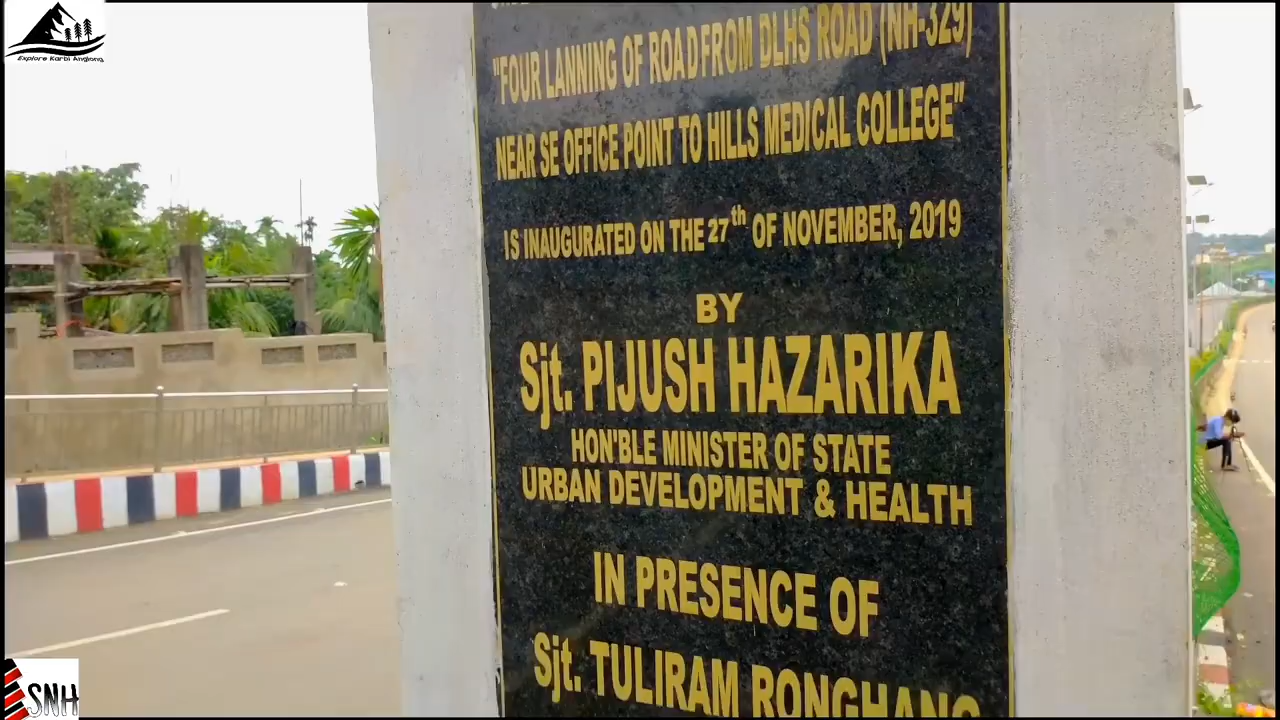 Explore Karbi Anglong
"FOUR LANNING OF ROAD FROM DLHS ROAD (NH-329)
NEAR SE OFFICE POINT TO HILLS MEDICAL COLLEGE"
IS INAUGURATED ON THE 27th OF NOVEMBER, 2019
BY
Sjt. PIJUSH HAZARIKA
HON'BLE MINISTER OF STATE
URBAN DEVELOPMENT & HEALTH
IN PRESENCE OF
Sjt. TULIRAM RONGHANG
SNH